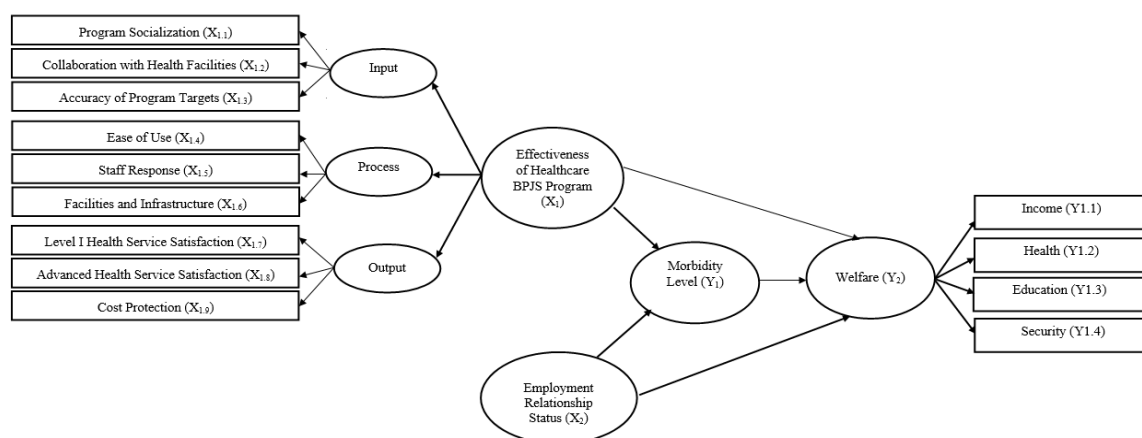 Program Socialization (X1.1)
Collaboration with Health Facilities (X1.2)
Accuracy of Program Targets (X1.3)
Ease of Use (X1.4)
Staff Response (X1.5)
Facilities and Infrastructure (X1.6)
Level I Health Service Satisfaction (X1.7)
Advanced Health Service Satisfaction (X1.8)
Cost Protection (X1.9)
Input
Process
Output
Effectiveness
of Healthcare
BPJS Program
(X1)
Morbidity
Level (Y1)
Employment
Relationship
Status (X2)
Welfare (Y2)
Income (Y1.1)
Health (Y1.2)
Education (Y1.3)
Security (Y1.4)